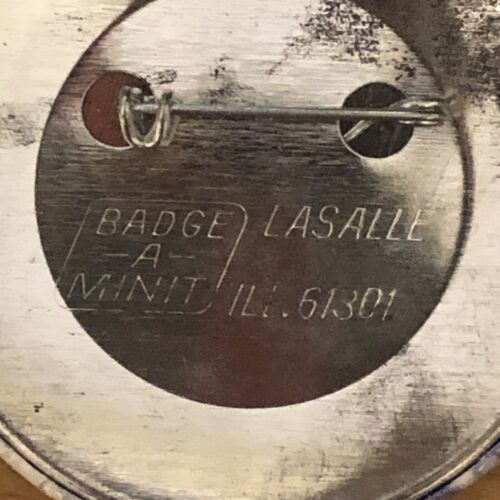 BADGE
-A-
MINIT
LASALLE
ILL. 61301